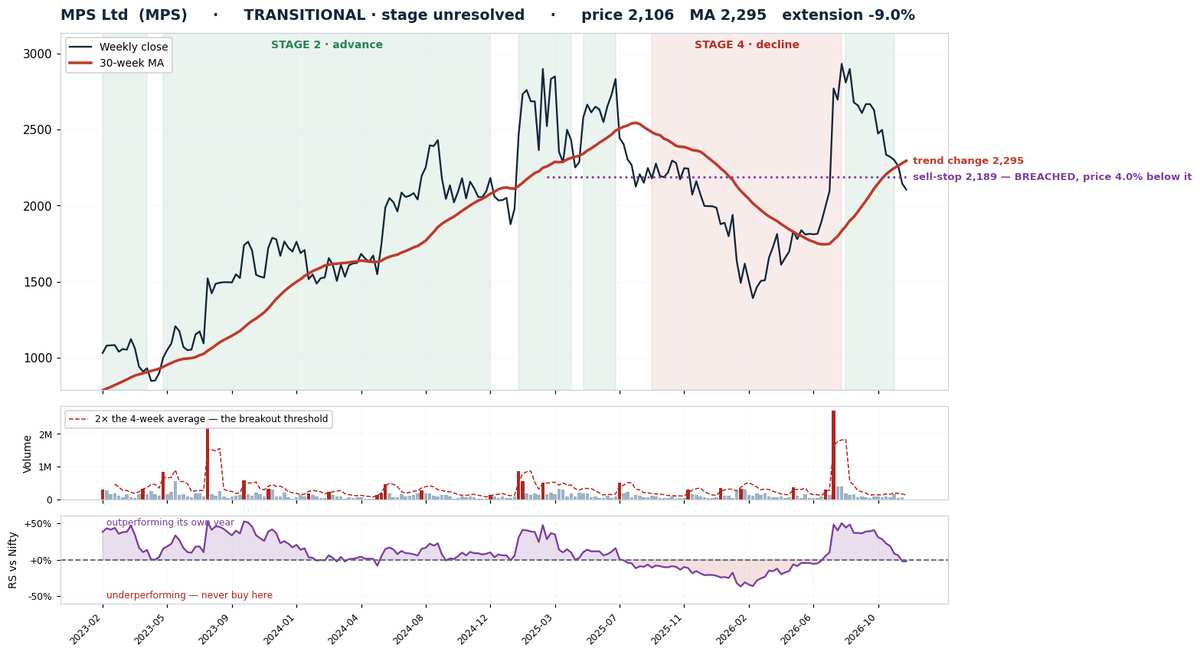 MPS Ltd (MPS) · TRANSITIONAL · stage unresolved · price 2,106 MA 2,295 extension -9.0%
Weekly close
30-week MA
STAGE 2 · advance
STAGE 4 · decline
3000
2500
2000
1500
1000
trend change 2,295
sell-stop 2,189 — BREACHED, price 4.0% below it
2× the 4-week average — the breakout threshold
Volume
2M
1M
0
RS vs Nifty
+50%
+0%
-50%
outperforming its own year
underperforming — never buy here
2023-02
2023-05
2023-09
2024-01
2024-04
2024-08
2024-12
2025-03
2025-07
2025-11
2026-02
2026-06
2026-10